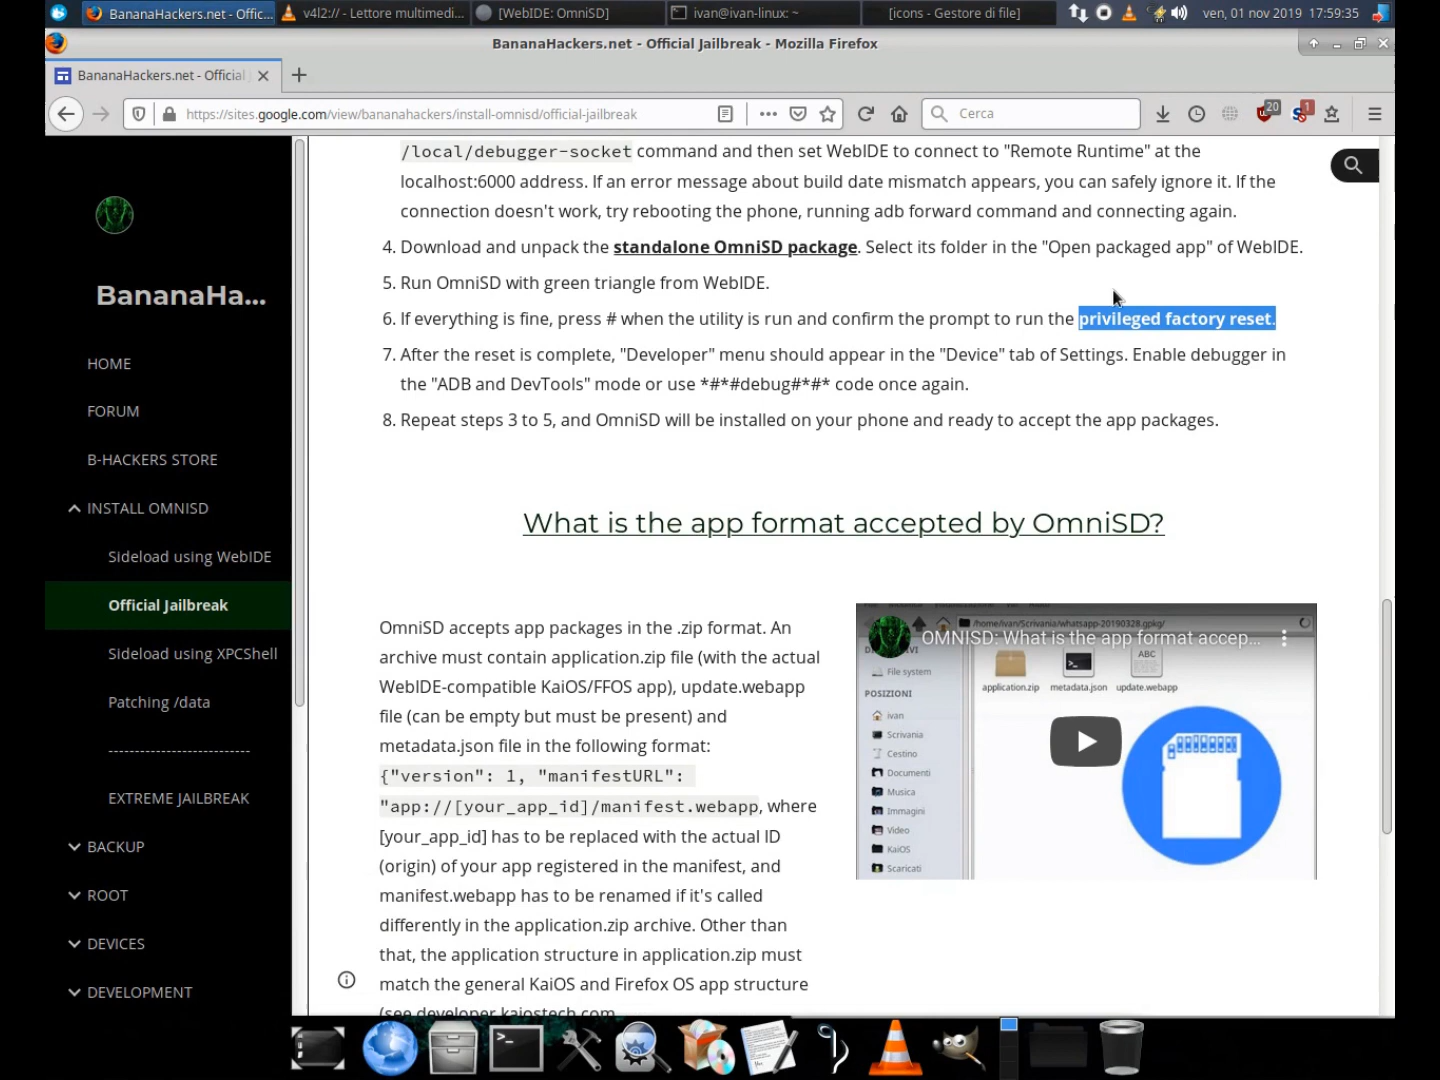 BananaHackers.net - Offic...
v4l2:// - Lettore multimedi...
[WebIDE: OmniSD]
ivan@ivan-linux: ~
[icons - Gestore di file]
ven, 01 nov 2019 17:59:35
BananaHackers.net - Official Jailbreak - Mozilla Firefox
BananaHackers.net - Official
https://sites.google.com/view/bananahackers/install-omnisd/official-jailbreak
Cerca
20
1
BananaHa...
HOME
FORUM
B-HACKERS STORE
INSTALL OMNISD
Sideload using WebIDE
Official Jailbreak
Sideload using XPCShell
Patching /data
--------------------------
EXTREME JAILBREAK
BACKUP
ROOT
DEVICES
DEVELOPMENT
/local/debugger-socket command and then set WebIDE to connect to "Remote Runtime" at the
localhost:6000 address. If an error message about build date mismatch appears, you can safely ignore it. If the
connection doesn't work, try rebooting the phone, running adb forward command and connecting again.
4. Download and unpack the standalone OmniSD package. Select its folder in the "Open packaged app" of WebIDE.
5. Run OmniSD with green triangle from WebIDE.
6. If everything is fine, press # when the utility is run and confirm the prompt to run the privileged factory reset.
7. After the reset is complete, "Developer" menu should appear in the "Device" tab of Settings. Enable debugger in
the "ADB and DevTools" mode or use *#*#debug#*#* code once again.
8. Repeat steps 3 to 5, and OmniSD will be installed on your phone and ready to accept the app packages.
What is the app format accepted by OmniSD?
OmniSD accepts app packages in the .zip format. An
archive must contain application.zip file (with the actual
WebIDE-compatible KaiOS/FFOS app), update.webapp
file (can be empty but must be present) and
metadata.json file in the following format:
{"version": 1, "manifestURL":
"app://[your_app_id]/manifest.webapp, where
[your_app_id] has to be replaced with the actual ID
(origin) of your app registered in the manifest, and
manifest.webapp has to be renamed if it's called
differently in the application.zip archive. Other than
that, the application structure in application.zip must
match the general KaiOS and Firefox OS app structure
(see developer.kaiostech.com
/home/ivan/Scrivania/whatsapp-20190328.gpkg/
OMNISD: What is the app format accep...
File system
POSIZIONI
ivan
Scrivania
Cestino
Documenti
Musica
Immagini
Video
KaiOS
Scaricati
application.zip
metadata.json
ABC
update.webapp